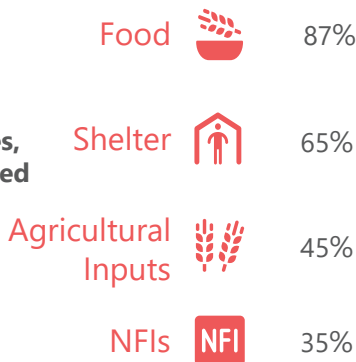 Food 87%
s,
Shelter 65%
ed
Agricultural
Inputs 45%
NFIs NFI 35%